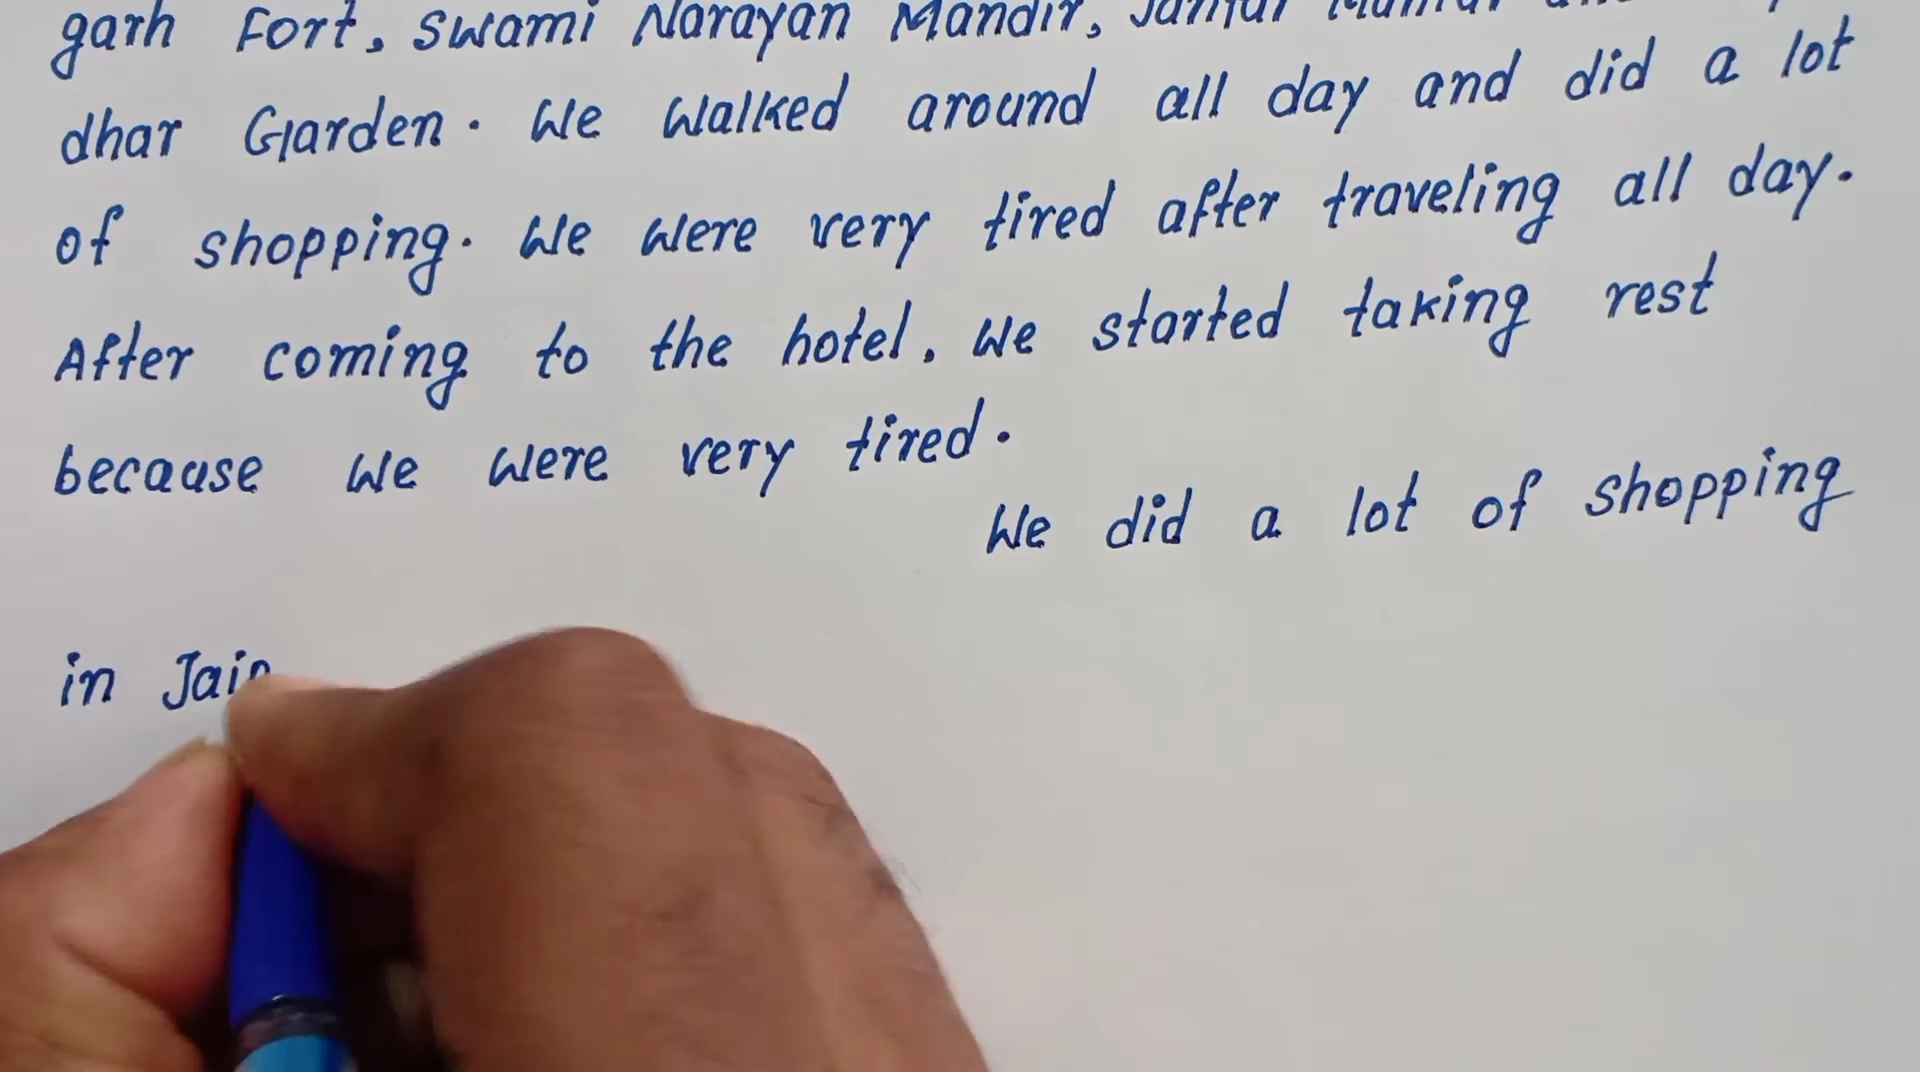 garh Fort, Swami Narayan Mandir,
dhar Garden. We walked around all day and did a lot
of shopping. We were very tired after traveling all day.
After coming to the hotel, we started taking rest
because we were very tired.
We did a lot of shopping
in Jaip